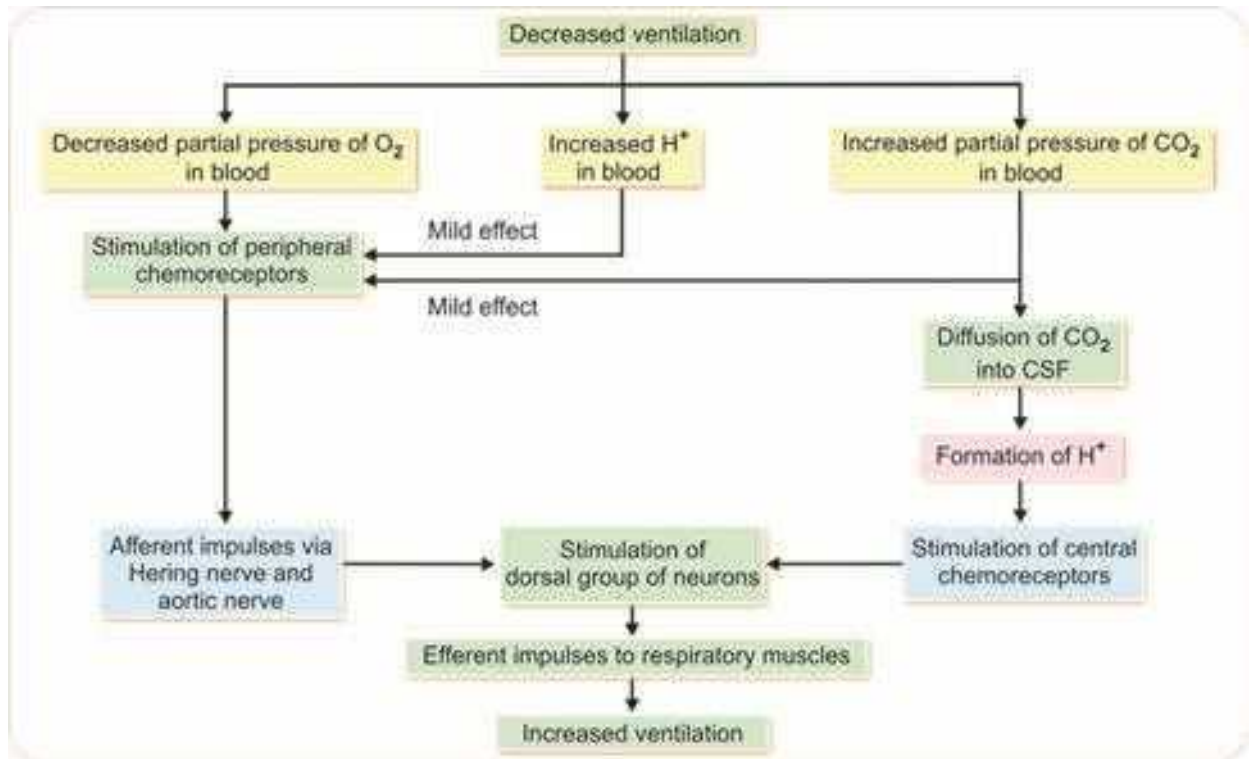 Decreased ventilation
Decreased partial pressure of O₂
in blood
Increased H⁺
in blood
Increased partial pressure of CO₂
in blood
Mild effect
Stimulation of peripheral
chemoreceptors
Mild effect
Diffusion of CO₂
into CSF
Formation of H⁺
Afferent impulses via
Hering nerve and
aortic nerve
Stimulation of
dorsal group of neurons
Stimulation of central
chemoreceptors
Efferent impulses to respiratory muscles
Increased ventilation